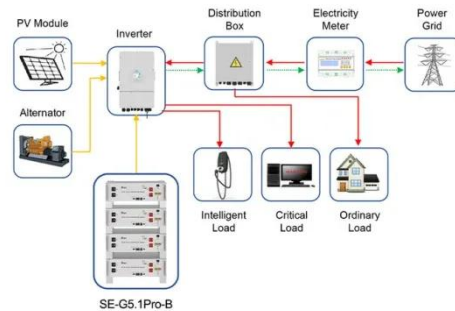 PV Module
Inverter
Distribution
Box
Electricity
Meter
Power
Grid
Alternator
Intelligent
Load
Critical
Load
Ordinary
Load
SE-G5.1Pro-B